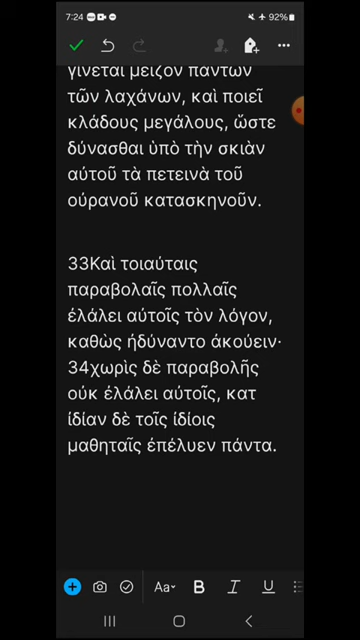 7:24
92%
γίνεται μεῖζον πάντων
τῶν λαχάνων, καὶ ποιεῖ
κλάδους μεγάλους, ὥστε
δύνασθαι ὑπὸ τὴν σκιὰν
αὐτοῦ τὰ πετεινὰ τοῦ
οὐρανοῦ κατασκηνοῦν.
33Καὶ τοιαύταις
παραβολαῖς πολλαῖς
ἐλάλει αὐτοῖς τὸν λόγον,
καθὼς ἠδύναντο ἀκούειν·
34χωρὶς δὲ παραβολῆς
οὐκ ἐλάλει αὐτοῖς, κατ
ἰδίαν δὲ τοῖς ἰδίοις
μαθηταῖς ἐπέλυεν πάντα.
Aa B I U